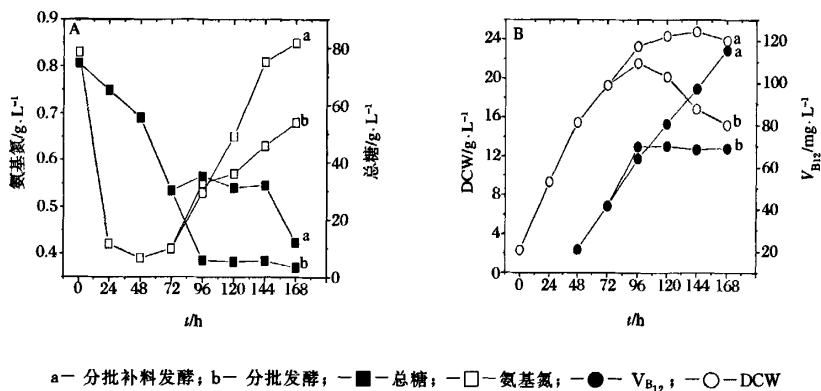 A
B
0.9
0.8
0.7
0.6
0.5
0.4
氨基氮/g·L⁻¹
80
60
40
20
0
总糖/g·L⁻¹
a
b
a
b
0 24 48 72 96 120 144 168
t/h
24
20
16
12
8
4
0
DCW/g·L⁻¹
120
100
80
60
40
20
V_B12/mg·L⁻¹
a
a
b
b
0 24 48 72 96 120 144 168
t/h
a— 分批补料发酵；b— 分批发酵；—■—总糖；—□—氨基氮；—●—V_B12；—○—DCW